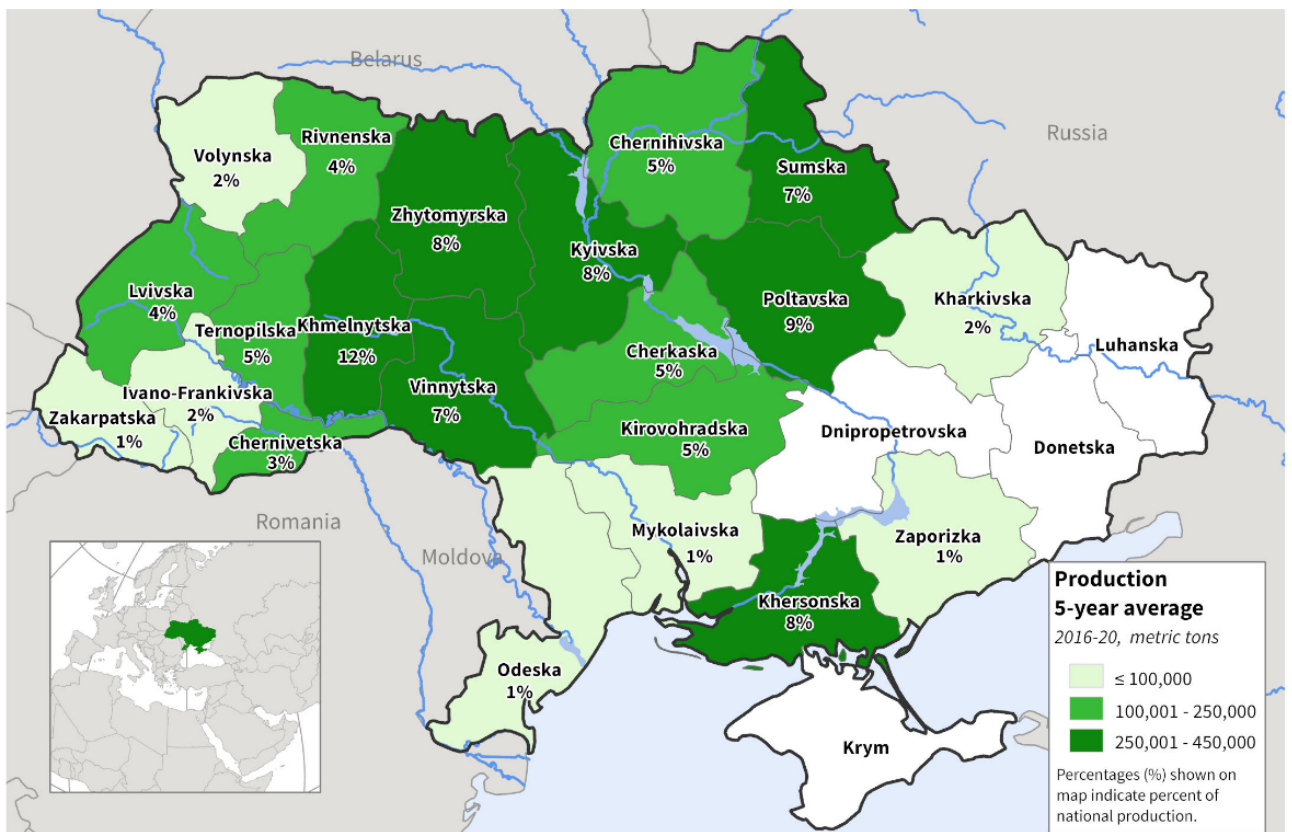 Belarus
Russia
Volynska
2%
Rivnenska
4%
Chernihivska
5%
Sumska
7%
Zhytomyrska
8%
Kyivska
8%
Lvivska
4%
Ternopilska
5%
Khmelnytska
12%
Poltavska
9%
Kharkivska
2%
Luhanska
Cherkaska
5%
Vinnytska
7%
Ivano-Frankivska
2%
Zakarpatska
1%
Chernivetska
3%
Kirovohradska
5%
Dnipropetrovska
Donetska
Romania
Moldova
Mykolaivska
1%
Zaporizka
1%
Khersonska
8%
Odeska
1%
Krym
Production
5-year average
2016-20, metric tons
≤ 100,000
100,001 - 250,000
250,001 - 450,000
Percentages (%) shown on
map indicate percent of
national production.